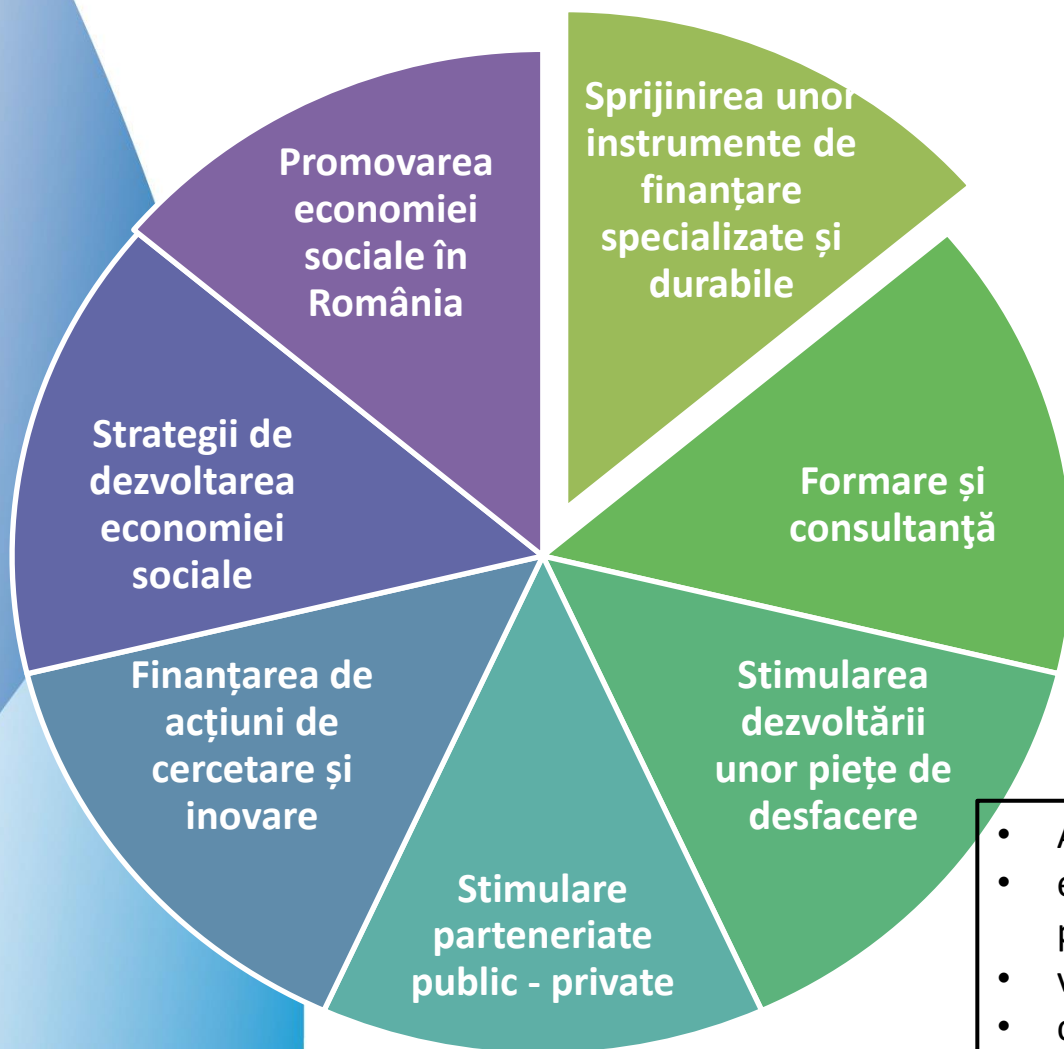 Sprijinirea unor
instrumente de
finanțare
specializate și
durabile
Formare și
consultanţă
Stimularea
dezvoltării
unor piețe de
desfacere
Stimulare
parteneriate
public - private
Finanțarea de
acțiuni de
cercetare și
inovare
Strategii de
dezvoltarea
economiei
sociale
Promovarea
economiei
sociale în
România